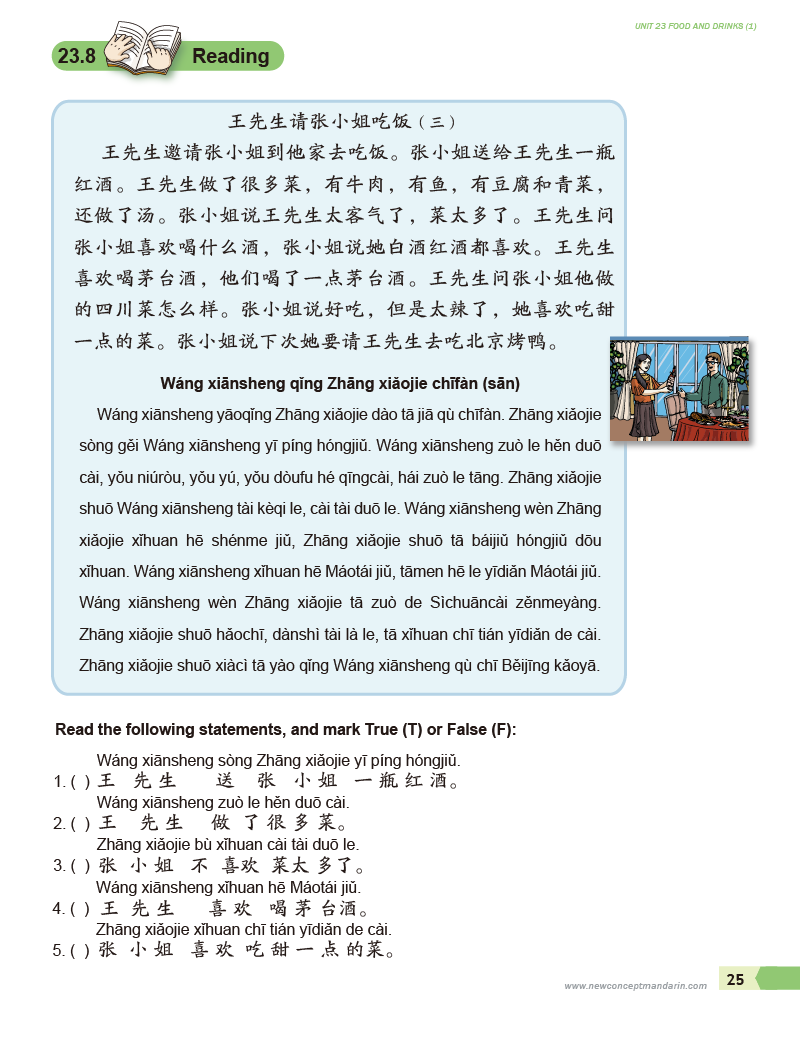 UNIT 23 FOOD AND DRINKS (1)
23.8 Reading
王先生请张小姐吃饭（三）
王先生邀请张小姐到他家去吃饭。张小姐送给王先生一瓶
红酒。王先生做了很多菜，有牛肉，有鱼，有豆腐和青菜，
还做了汤。张小姐说王先生太客气了，菜太多了。王先生问
张小姐喜欢喝什么酒，张小姐说她白酒红酒都喜欢。王先生
喜欢喝茅台酒，他们喝了一点茅台酒。王先生问张小姐他做
的四川菜怎么样。张小姐说好吃，但是太辣了，她喜欢吃甜
一点的菜。张小姐说下次她要请王先生去吃北京烤鸭。
Wáng xiānsheng qǐng Zhāng xiǎojie chīfàn (sān)
Wáng xiānsheng yāoqǐng Zhāng xiǎojie dào tā jiā qù chīfàn. Zhāng xiǎojie
sòng gěi Wáng xiānsheng yī píng hóngjiǔ. Wáng xiānsheng zuò le hěn duō
cài, yǒu niúròu, yǒu yú, yǒu dòufu hé qīngcài, hái zuò le tāng. Zhāng xiǎojie
shuō Wáng xiānsheng tài kèqi le, cài tài duō le. Wáng xiānsheng wèn Zhāng
xiǎojie xǐhuan hē shénme jiǔ, Zhāng xiǎojie shuō tā báijiǔ hóngjiǔ dōu
xǐhuan. Wáng xiānsheng xǐhuan hē Máotái jiǔ, tāmen hē le yīdiǎn Máotái jiǔ.
Wáng xiānsheng wèn Zhāng xiǎojie tā zuò de Sìchuāncài zěnmeyàng.
Zhāng xiǎojie shuō hǎochī, dànshì tài là le, tā xǐhuan chī tián yīdiǎn de cài.
Zhāng xiǎojie shuō xiàcì tā yào qǐng Wáng xiānsheng qù chī Běijīng kǎoyā.
Read the following statements, and mark True (T) or False (F):
Wáng xiānsheng sòng Zhāng xiǎojie yī píng hóngjiǔ.
1. ( ) 王 先 生 送 张 小 姐 一 瓶 红 酒。
Wáng xiānsheng zuò le hěn duō cài.
2. ( ) 王 先 生 做 了 很 多 菜。
Zhāng xiǎojie bù xǐhuan cài tài duō le.
3. ( ) 张 小 姐 不 喜欢 菜太 多了。
Wáng xiānsheng xǐhuan hē Máotái jiǔ.
4. ( ) 王 先 生 喜 欢 喝 茅 台酒。
Zhāng xiǎojie xǐhuan chī tián yīdiǎn de cài.
5. ( ) 张 小 姐 喜 欢 吃 甜 一 点 的菜。
www.newconceptmandarin.com
25